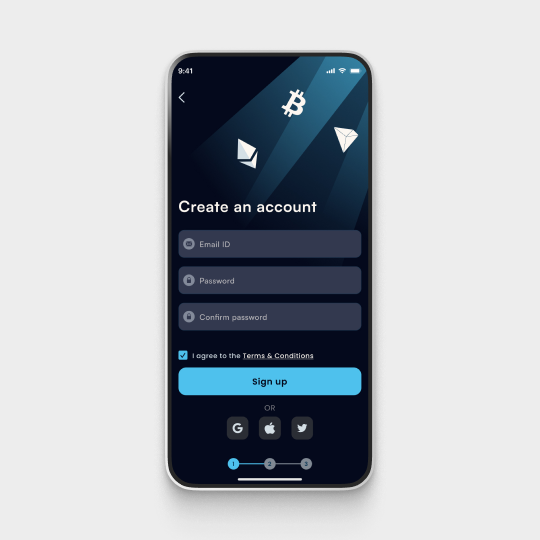 9:41
Create an account
Email ID
Password
Confirm password
I agree to the Terms & Conditions
Sign up
OR
1 2 3